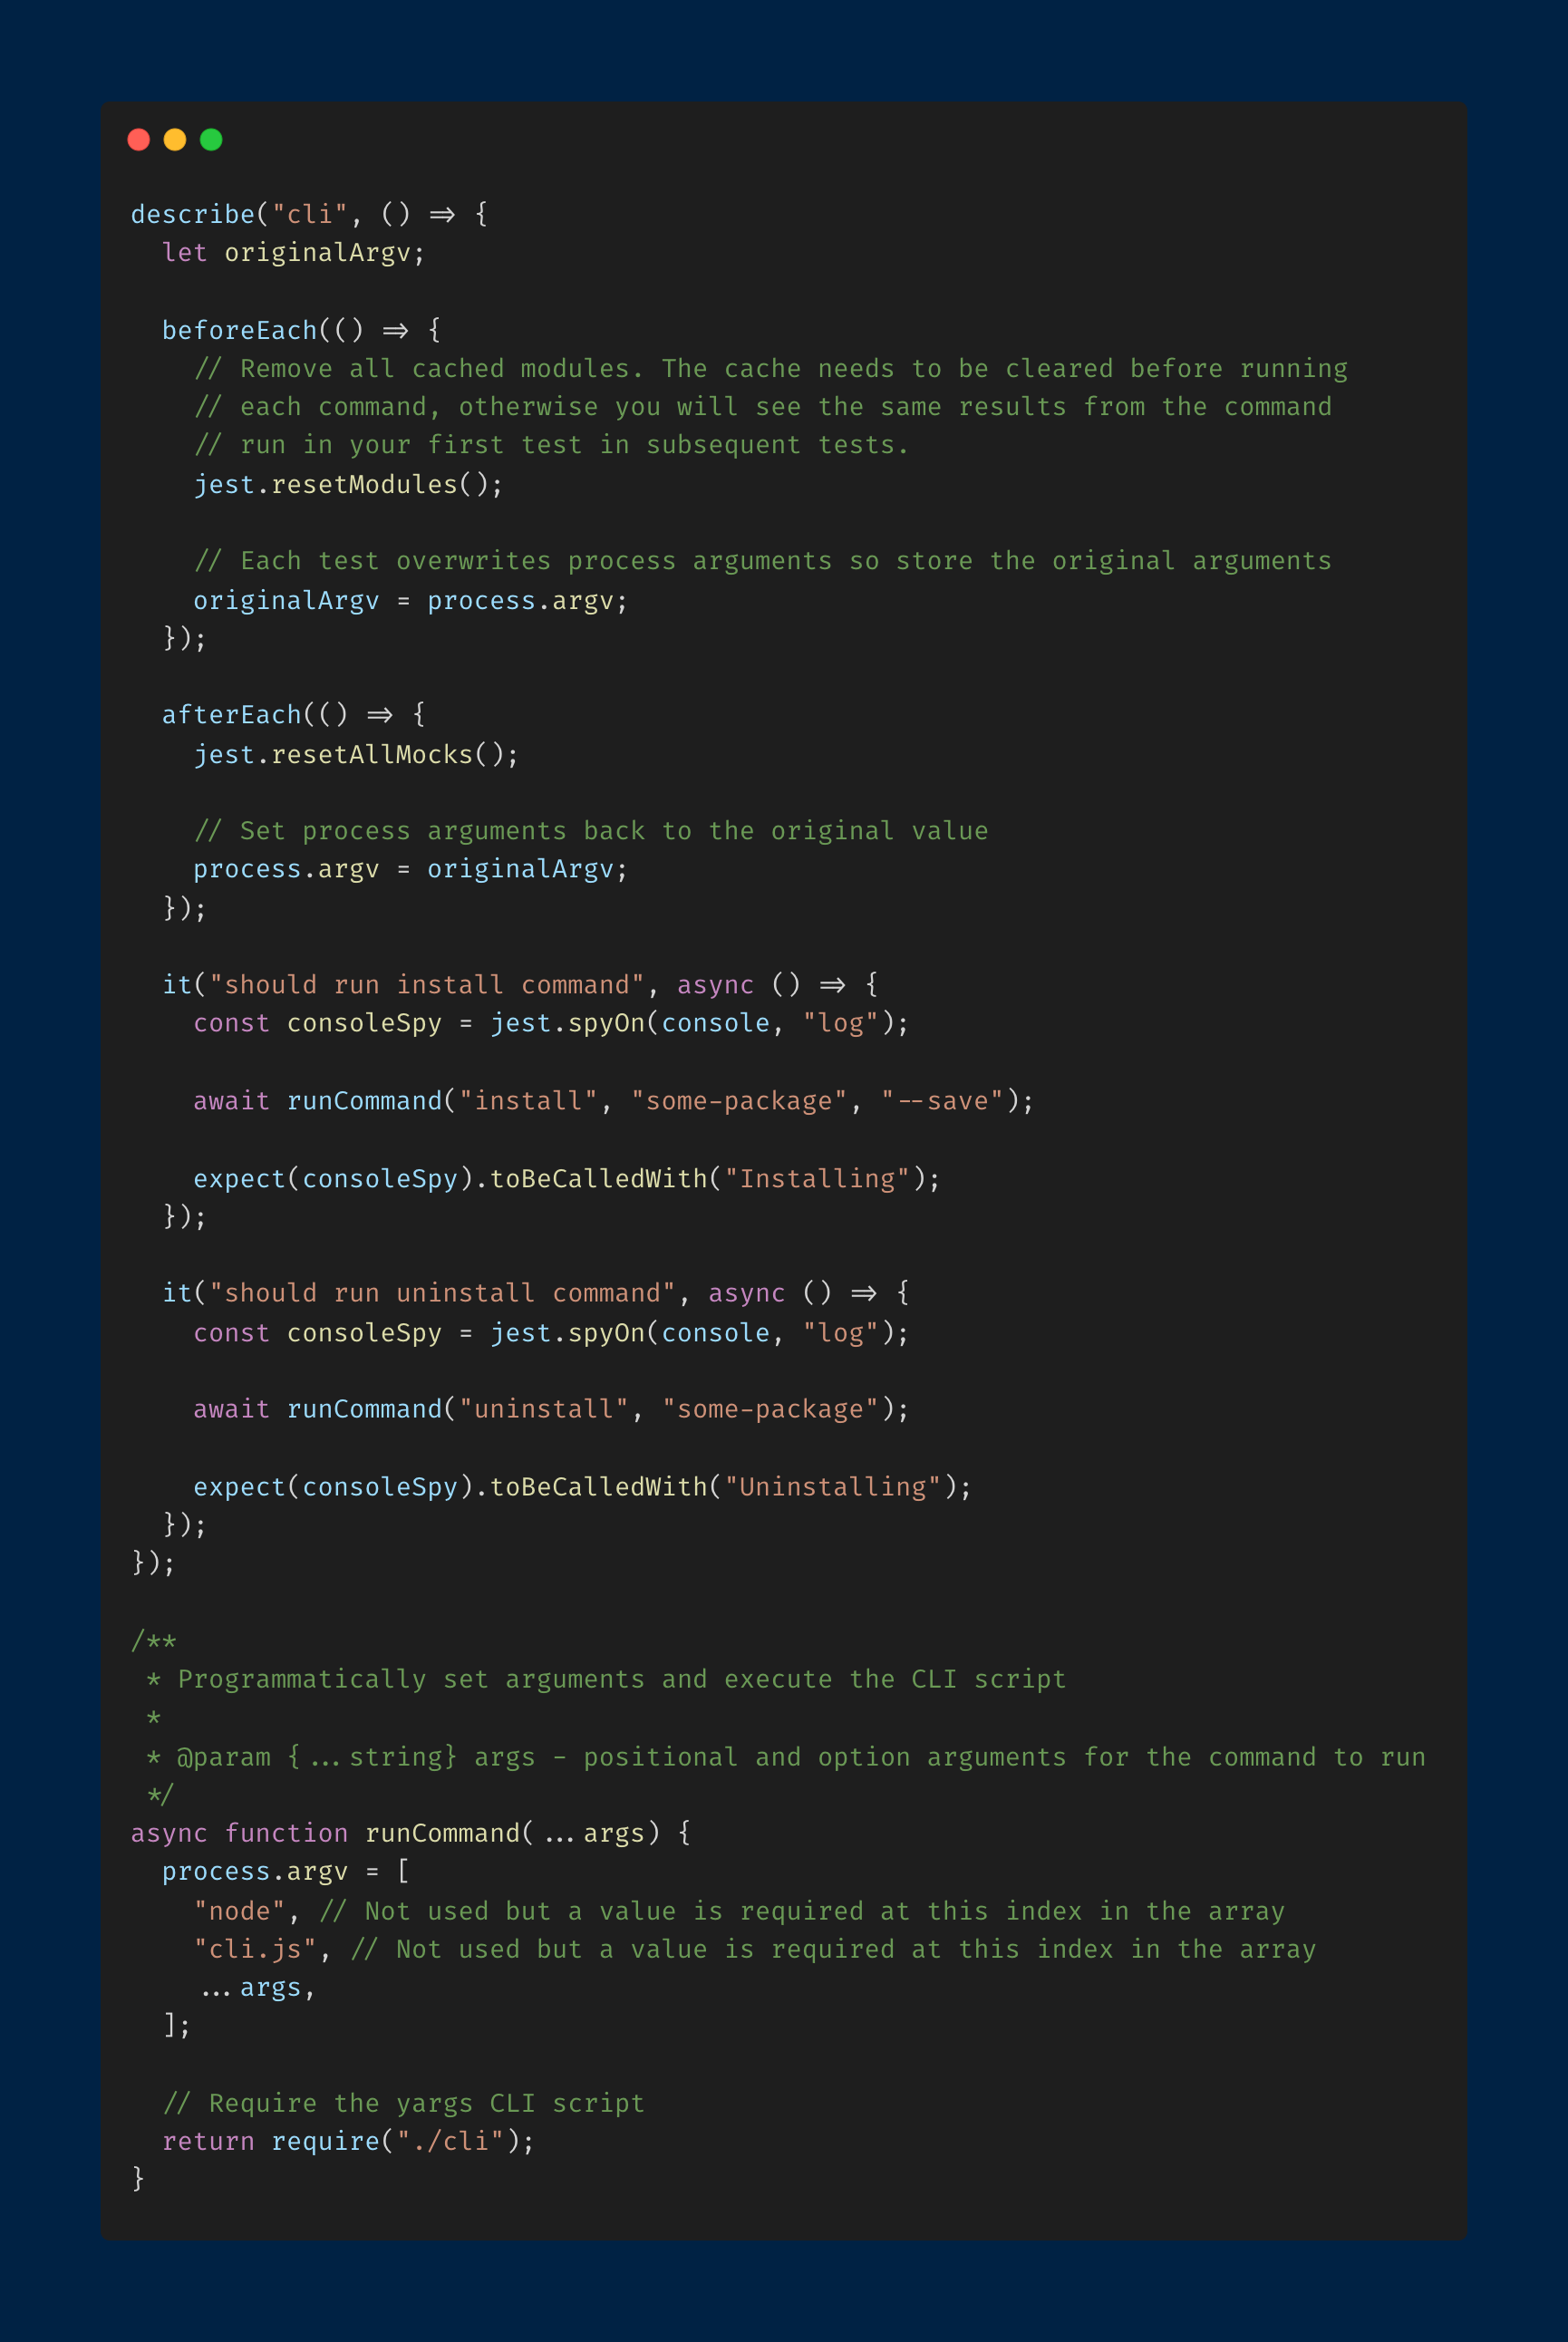 describe("cli", () => {
  let originalArgv;

  beforeEach(() => {
    // Remove all cached modules. The cache needs to be cleared before running
    // each command, otherwise you will see the same results from the command
    // run in your first test in subsequent tests.
    jest.resetModules();

    // Each test overwrites process arguments so store the original arguments
    originalArgv = process.argv;
  });

  afterEach(() => {
    jest.resetAllMocks();

    // Set process arguments back to the original value
    process.argv = originalArgv;
  });

  it("should run install command", async () => {
    const consoleSpy = jest.spyOn(console, "log");

    await runCommand("install", "some-package", "--save");

    expect(consoleSpy).toBeCalledWith("Installing");
  });

  it("should run uninstall command", async () => {
    const consoleSpy = jest.spyOn(console, "log");

    await runCommand("uninstall", "some-package");

    expect(consoleSpy).toBeCalledWith("Uninstalling");
  });
});

/**
 * Programmatically set arguments and execute the CLI script
 *
 * @param {...string} args - positional and option arguments for the command to run
 */
async function runCommand(...args) {
  process.argv = [
    "node", // Not used but a value is required at this index in the array
    "cli.js", // Not used but a value is required at this index in the array
    ...args,
  ];

  // Require the yargs CLI script
  return require("./cli");
}